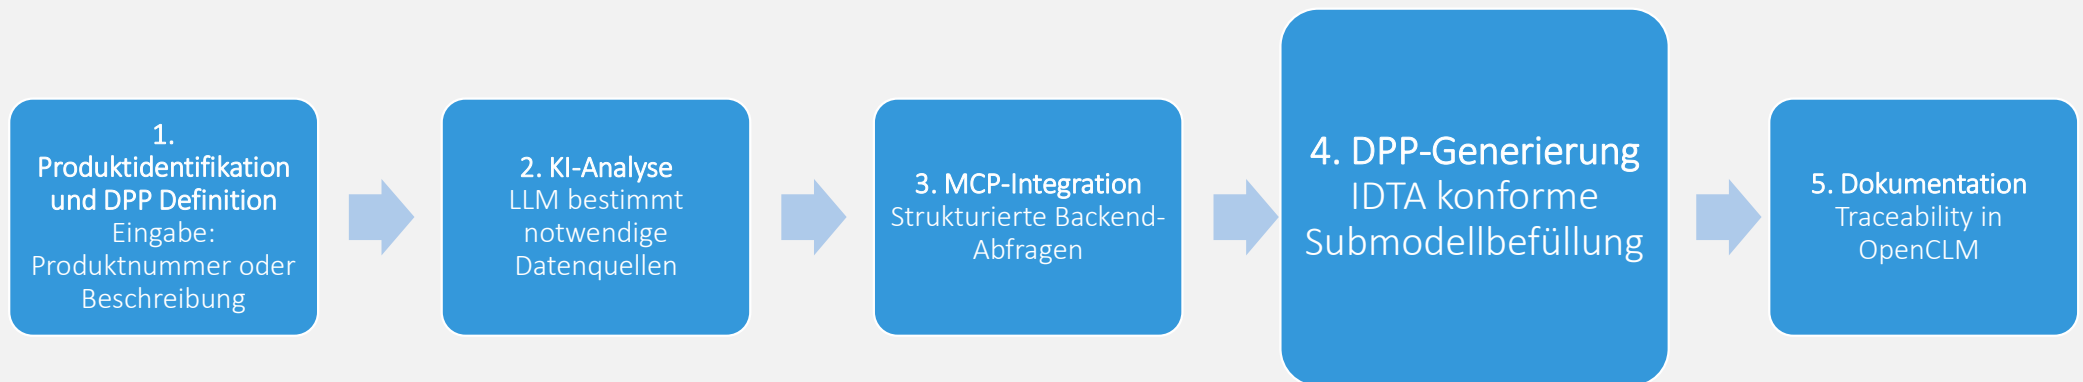 1.
Produktidentifikation
und DPP Definition
Eingabe:
Produktnummer oder
Beschreibung
2. KI-Analyse
LLM bestimmt
notwendige
Datenquellen
3. MCP-Integration
Strukturierte Backend-
Abfragen
4. DPP-Generierung
IDTA konforme
Submodellbefüllung
5. Dokumentation
Traceability in
OpenCLM